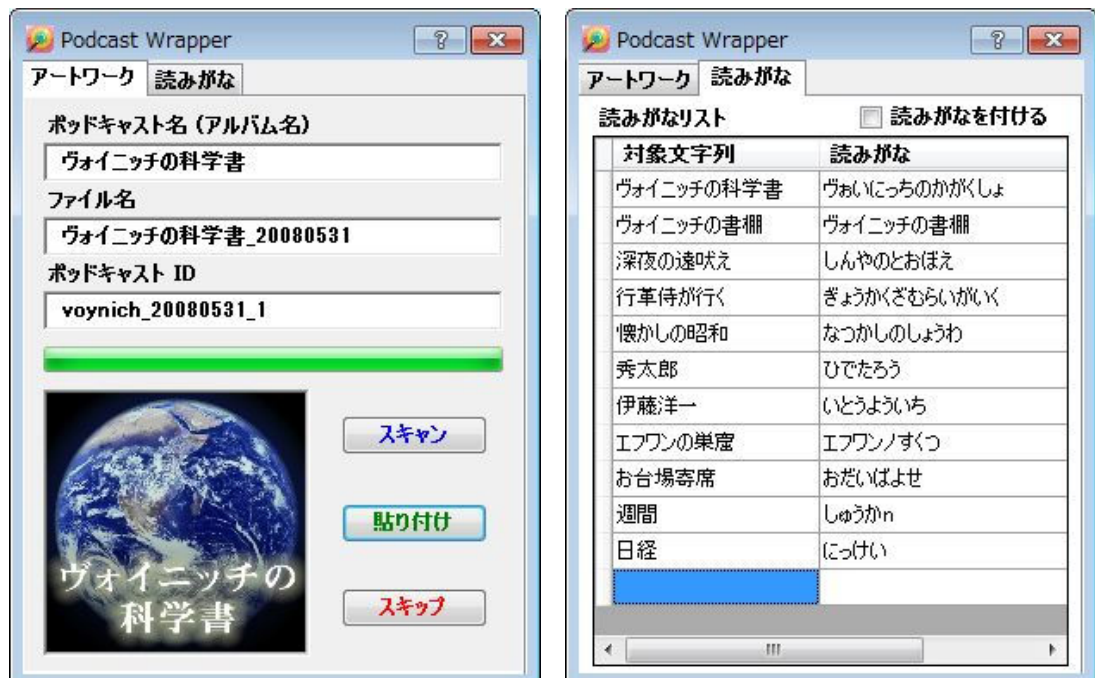 Podcast Wrapper
アートワーク 読みがな
ポッドキャスト名（アルバム名）
ヴォイニッチの科学書
ファイル名
ヴォイニッチの科学書_20080531
ポッドキャスト ID
voynich_20080531_1
スキャン
貼り付け
スキップ
ヴォイニッチの
科学書
Podcast Wrapper
アートワーク 読みがな
読みがなリスト 読みがなを付ける
対象文字列 読みがな
ヴォイニッチの科学書 ヴぉいにっちのかがくしょ
ヴォイニッチの書棚 ヴォイニッチの書棚
深夜の遠吠え しんやのとおぼえ
行革侍が行く ぎょうかくざむらいがいく
懐かしの昭和 なつかしのしょうわ
秀太郎 ひでたろう
伊藤洋一 いとうよういち
エフワンの巣窟 エフワンノすくつ
お台場寄席 おだいばよせ
週間 しゅうかn
日経 にっけい